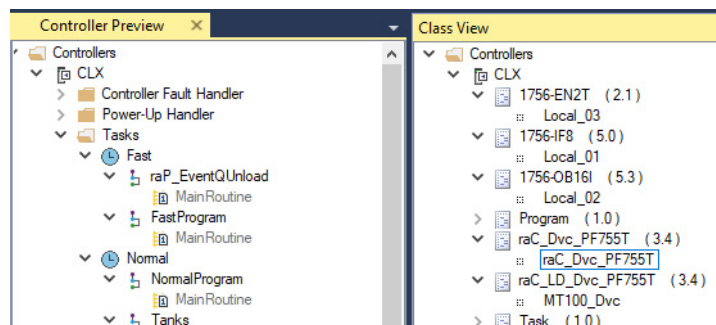 Controller Preview
Controllers
CLX
Controller Fault Handler
Power-Up Handler
Tasks
Fast
raP_EventQUnload
MainRoutine
FastProgram
MainRoutine
Normal
NormalProgram
MainRoutine
Tanks
Class View
Controllers
CLX
1756-EN2T (2.1)
Local_03
1756-IF8 (5.0)
Local_01
1756-OB16I (5.3)
Local_02
Program (1.0)
raC_Dvc_PF755T (3.4)
raC_Dvc_PF755T
raC_LD_Dvc_PF755T (3.4)
MT100_Dvc
Task (1.0)